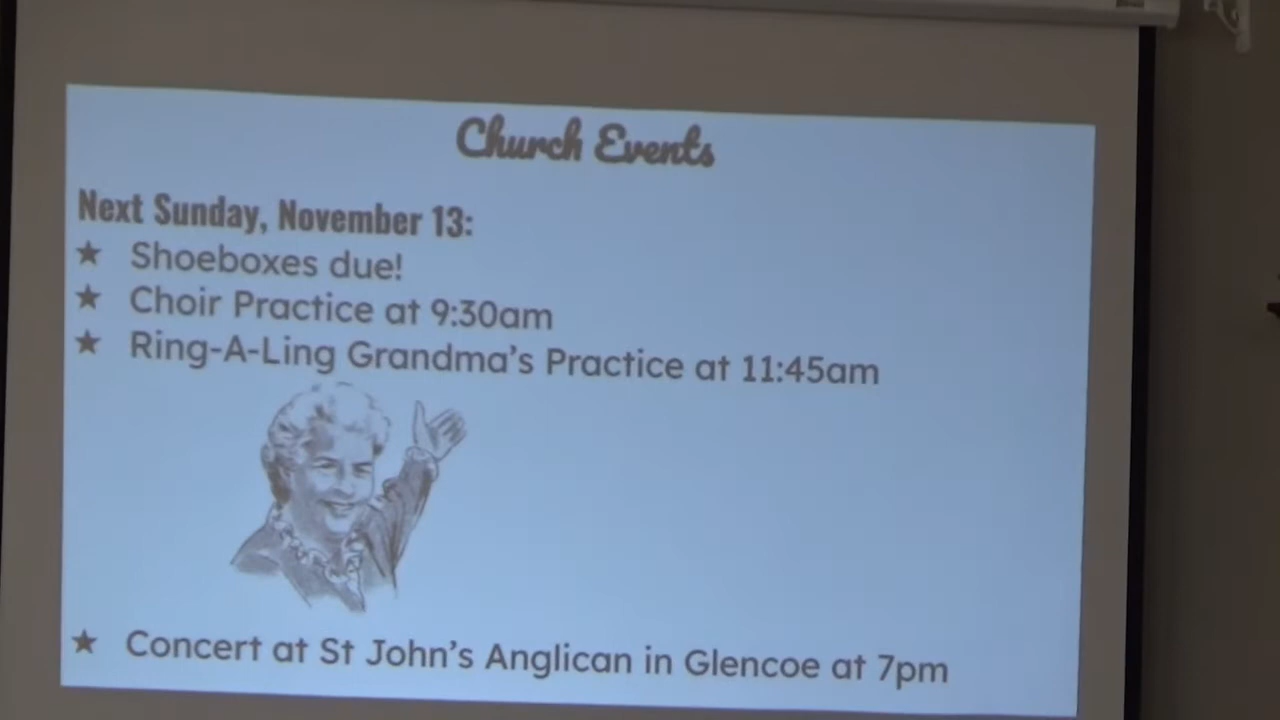 Church Events
Next Sunday, November 13:
★ Shoeboxes due!
★ Choir Practice at 9:30am
★ Ring-A-Ling Grandma's Practice at 11:45am
★ Concert at St John's Anglican in Glencoe at 7pm